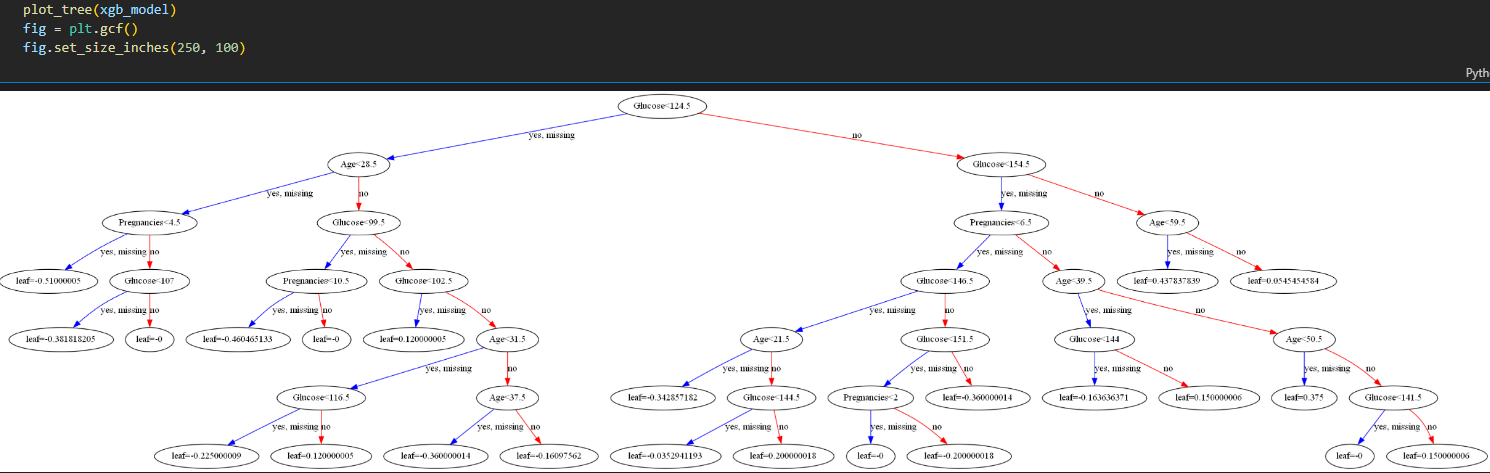 plot_tree(xgb_model)
fig = plt.gcf()
fig.set_size_inches(250, 100)
Pyth
Glucose<124.5
yes, missing
no
Age<28.5
Glucose<154.5
yes, missing
no
yes, missing
no
Pregnancies<4.5
Glucose<99.5
Pregnancies<6.5
Age<59.5
yes, missing
no
yes, missing
no
yes, missing
no
yes, missing
no
leaf=-0.51000005
Glucose<107
Pregnancies<10.5
Glucose<102.5
Glucose<146.5
Age<39.5
leaf=0.437837839
leaf=0.0545454584
yes, missing
no
yes, missing
no
yes, missing
no
yes, missing
no
yes, missing
no
leaf=-0.381818205
leaf=-0
leaf=-0.460465133
leaf=-0
leaf=0.120000005
Age<31.5
Age<21.5
Glucose<151.5
Glucose<144
Age<50.5
yes, missing
no
yes, missing
no
yes, missing
no
yes, missing
no
yes, missing
no
Glucose<116.5
Age<37.5
leaf=-0.342857182
Glucose<144.5
Pregnancies<2
leaf=-0.360000014
leaf=-0.163636371
leaf=0.150000006
leaf=0.375
Glucose<141.5
yes, missing
no
yes, missing
no
yes, missing
no
yes, missing
no
yes, missing
no
leaf=-0.225000009
leaf=0.120000005
leaf=-0.360000014
leaf=-0.16097562
leaf=-0.0352941193
leaf=0.200000018
leaf=-0
leaf=-0.200000018
leaf=-0
leaf=0.150000006